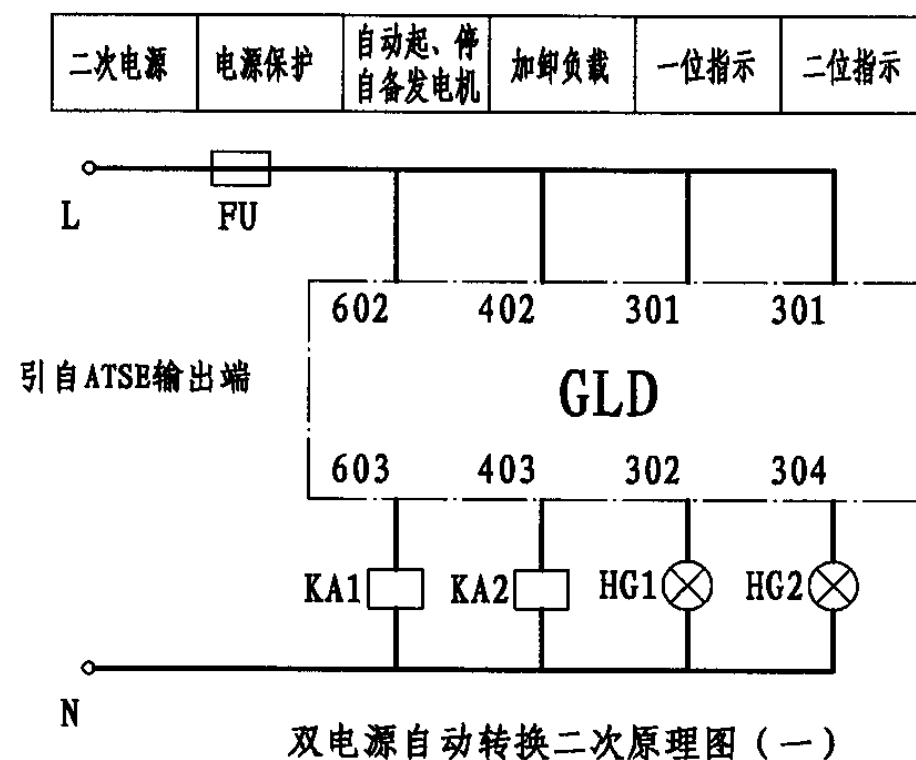 二次电源 电源保护 自动起、停自备发电机 加卸负载 一位指示 二位指示
L FU
602 402 301 301
引自ATSE输出端 GLD
603 403 302 304
KA1 KA2 HG1 HG2
N
双电源自动转换二次原理图（一）